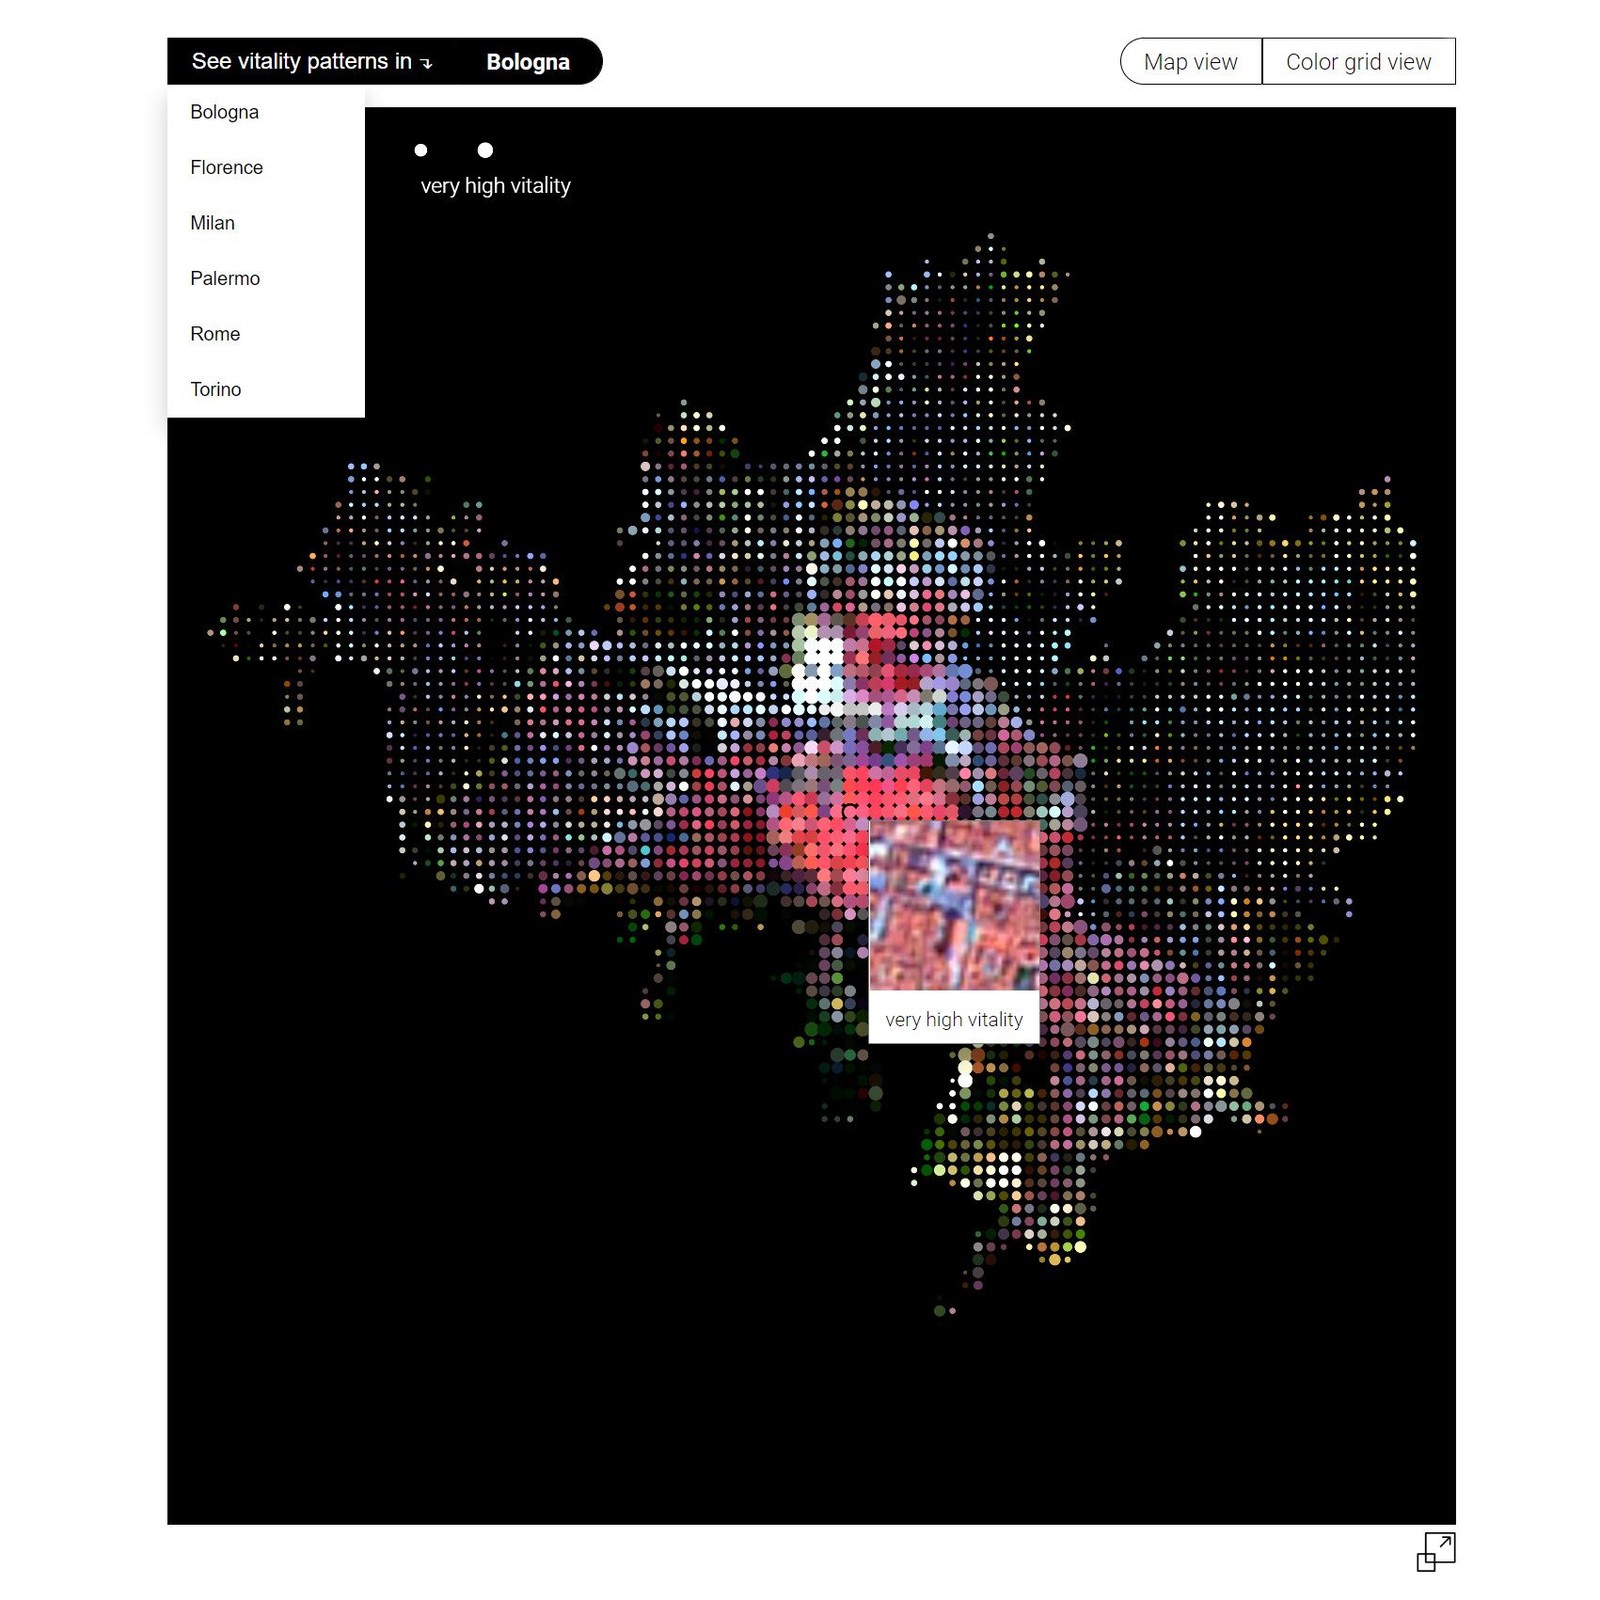 See vitality patterns in ↴ Bologna
Map view
Color grid view
Bologna
Florence
Milan
Palermo
Rome
Torino
very high vitality
very high vitality